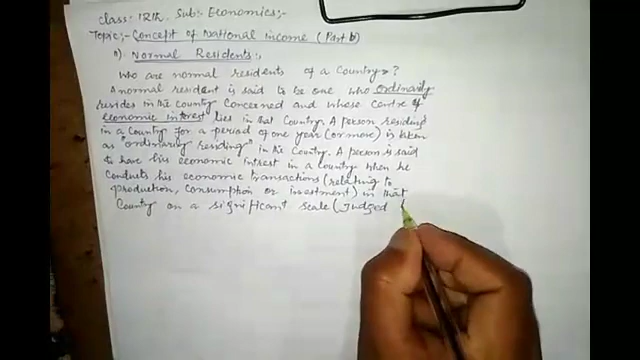 Class:- 12th. Sub:- Economics;-
Topic;- Concept of National income (Part b)
A) Normal Residents:,
Who are normal residents of a Country?
A normal resident is said to be one who ordinarily
resides in the country concerned and whose centre of
economic interest lies in that Country. A person residing
in a country for a period of one year (or more) is taken
as "ordinarily residing" in the country. A person is said
to have his economic intrest in a country when he
conducts his economic transactions (relating to
production, consumption or investment) in that
Country on a significant scale (Judged